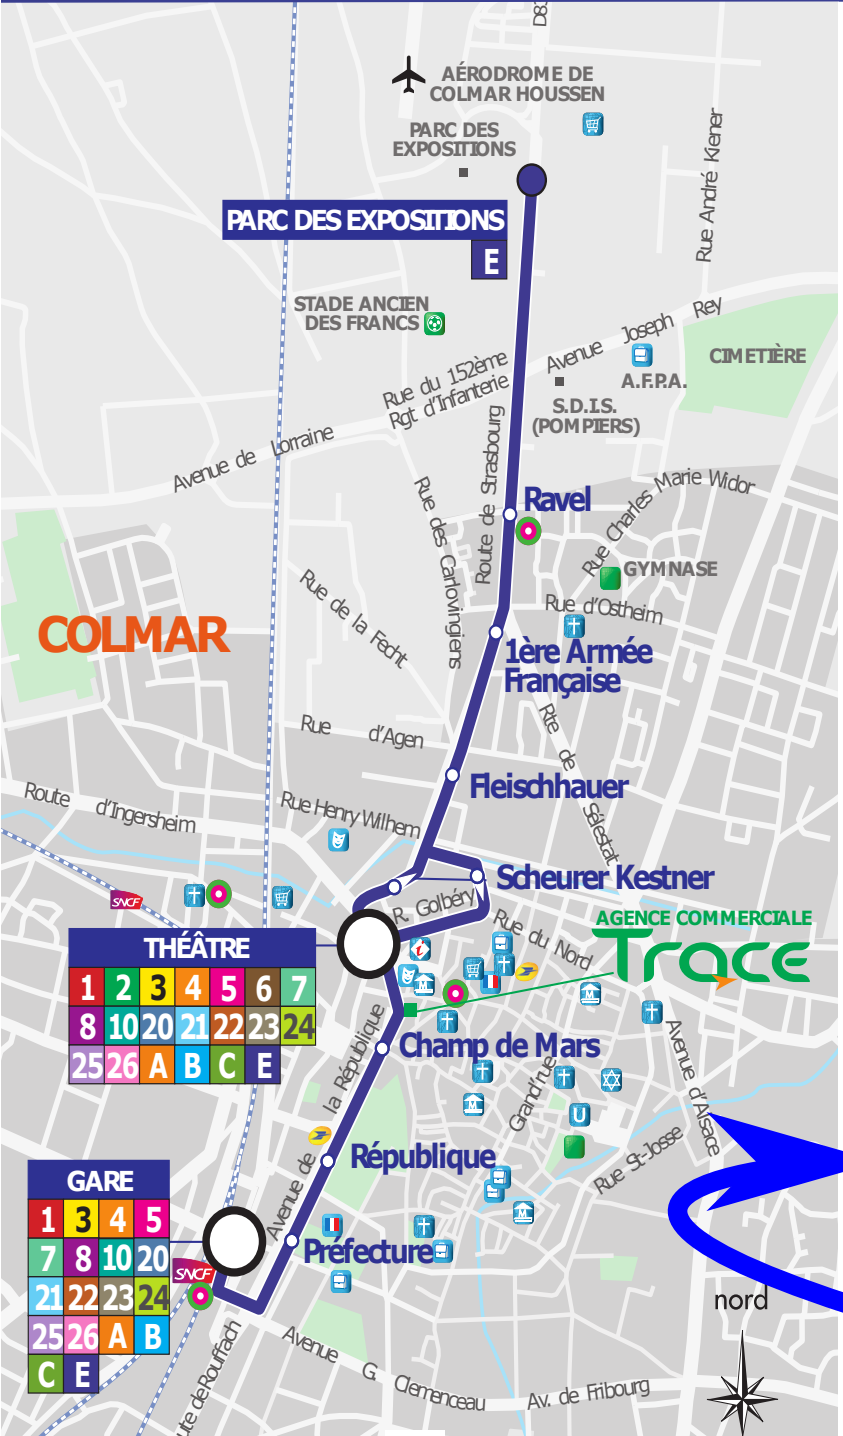 D83
AÉRODROME DE
COLMAR HOUSSEN
PARC DES
EXPOSITIONS
Rue André Kiener
PARC DES EXPOSITIONS
E
STADE ANCIEN
DES FRANCS
Avenue Joseph Rey
CIMETIÈRE
A.F.P.A.
S.D.I.S.
(POMPIERS)
Rue du 152ème
Rgt d'Infanterie
Avenue de Lorraine
Route de Strasbourg
Ravel
Rue Charles Marie Widor
GYMNASE
Rue des Carlovingiens
Rue de la Fecht
Rue d'Ostheim
COLMAR
1ère Armée
Française
Rte de Sélestat
Rue d'Agen
Fleischhauer
Route d'Ingersheim
Rue Henry Wilhem
SNCF
Scheurer Kestner
R. Golbéry
Rue du Nord
AGENCE COMMERCIALE
Trace
THÉÂTRE
1 2 3 4 5 6 7
8 10 20 21 22 23 24
25 26 A B C E
i
M
M
Champ de Mars
Avenue de la République
Grand'rue
M
U
Avenue d'Alsace
Rue St-Josse
République
M
GARE
1 3 4 5
7 8 10 20
21 22 23 24
25 26 A B
C E
SNCF
Préfecture
nord
Avenue G. Clemenceau
Av. de Fribourg
ute de Rouffach